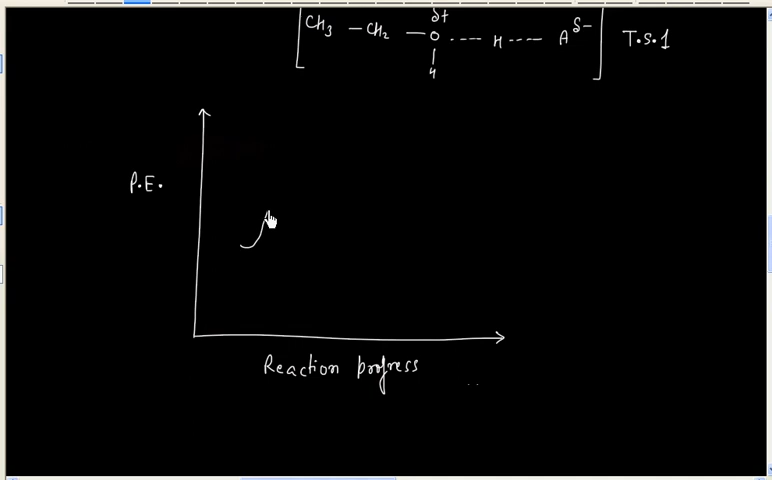 δ+
CH₃ — CH₂ — O ---- H ---- A δ− T.S.1
|
H
P.E.
Reaction progress